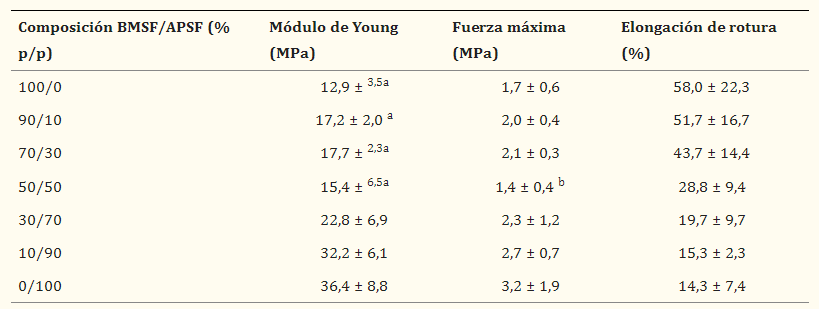 Composición BMSF/APSF (% Módulo de Young Fuerza máxima Elongación de rotura
p/p) (MPa) (MPa) (%)
100/0 12,9 ± 3,5a 1,7 ± 0,6 58,0 ± 22,3
90/10 17,2 ± 2,0 a 2,0 ± 0,4 51,7 ± 16,7
70/30 17,7 ± 2,3a 2,1 ± 0,3 43,7 ± 14,4
50/50 15,4 ± 6,5a 1,4 ± 0,4 b 28,8 ± 9,4
30/70 22,8 ± 6,9 2,3 ± 1,2 19,7 ± 9,7
10/90 32,2 ± 6,1 2,7 ± 0,7 15,3 ± 2,3
0/100 36,4 ± 8,8 3,2 ± 1,9 14,3 ± 7,4